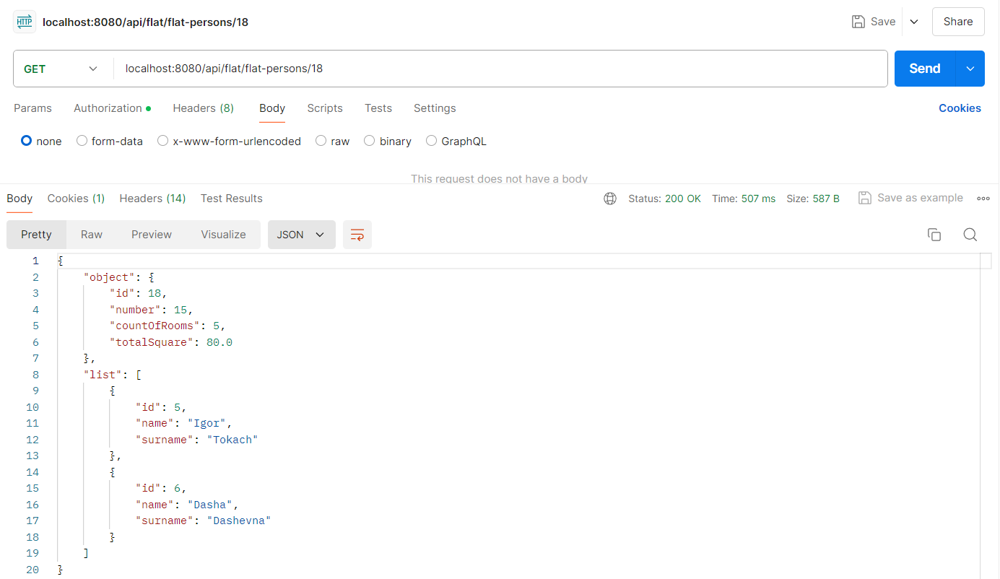 HTTP localhost:8080/api/flat/flat-persons/18 Save Share
GET localhost:8080/api/flat/flat-persons/18 Send
Params Authorization Headers (8) Body Scripts Tests Settings Cookies
none form-data x-www-form-urlencoded raw binary GraphQL
This request does not have a body
Body Cookies (1) Headers (14) Test Results Status: 200 OK Time: 507 ms Size: 587 B Save as example
Pretty Raw Preview Visualize JSON
1 {
2 "object": {
3 "id": 18,
4 "number": 15,
5 "countOfRooms": 5,
6 "totalSquare": 80.0
7 },
8 "list": [
9 {
10 "id": 5,
11 "name": "Igor",
12 "surname": "Tokach"
13 },
14 {
15 "id": 6,
16 "name": "Dasha",
17 "surname": "Dashevna"
18 }
19 ]
20 }